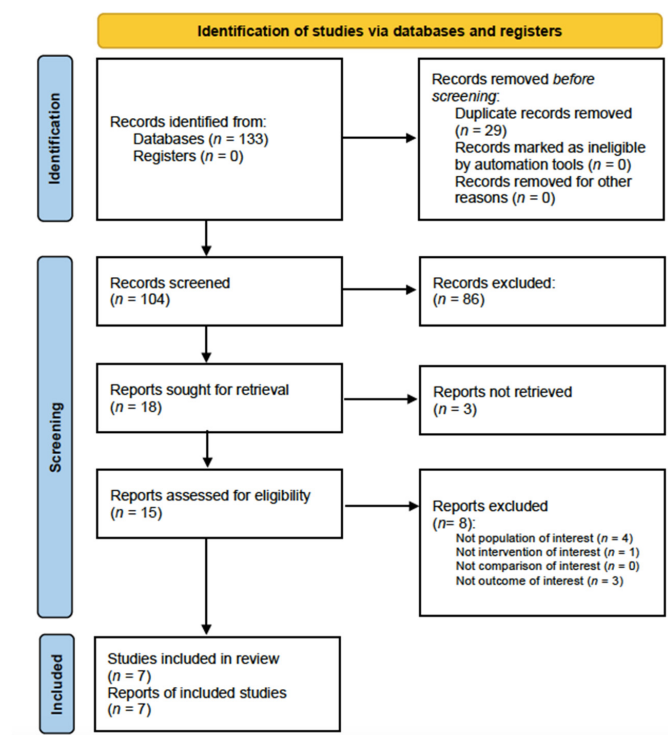 Identification of studies via databases and registers
Identification
Records identified from:
Databases (n = 133)
Registers (n = 0)
Records removed before
screening:
Duplicate records removed
(n = 29)
Records marked as ineligible
by automation tools (n = 0)
Records removed for other
reasons (n = 0)
Screening
Records screened
(n = 104)
Records excluded:
(n = 86)
Reports sought for retrieval
(n = 18)
Reports not retrieved
(n = 3)
Reports assessed for eligibility
(n = 15)
Reports excluded
(n= 8):
Not population of interest (n = 4)
Not intervention of interest (n = 1)
Not comparison of interest (n = 0)
Not outcome of interest (n = 3)
Included
Studies included in review
(n = 7)
Reports of included studies
(n = 7)